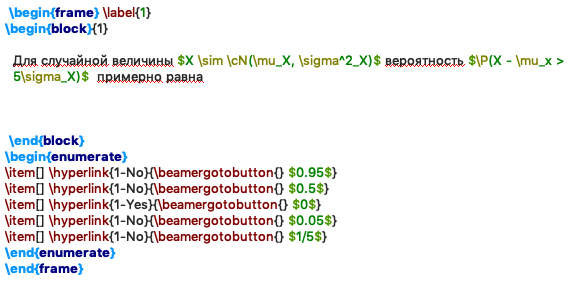 \begin{frame} \label{1}
\begin{block}{1}
Для случайной величины $X \sim \cN(\mu_X, \sigma^2_X)$ вероятность $\P(X - \mu_x >
5\sigma_X)$ примерно равна
\end{block}
\begin{enumerate}
\item[] \hyperlink{1-No}{\beamergotobutton{} $0.95$}
\item[] \hyperlink{1-No}{\beamergotobutton{} $0.5$}
\item[] \hyperlink{1-Yes}{\beamergotobutton{} $0$}
\item[] \hyperlink{1-No}{\beamergotobutton{} $0.05$}
\item[] \hyperlink{1-No}{\beamergotobutton{} $1/5$}
\end{enumerate}
\end{frame}